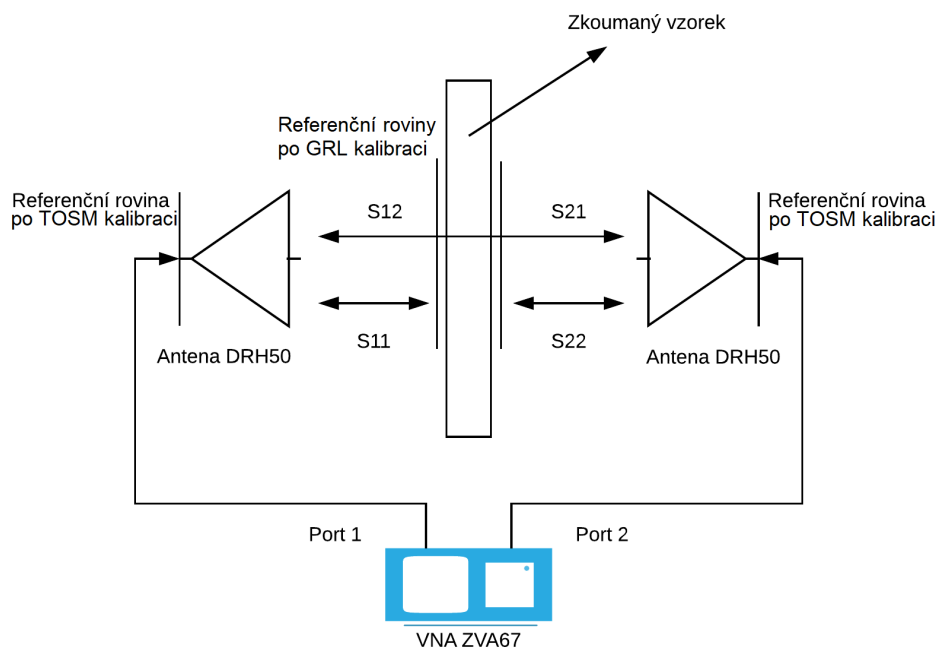 Zkoumaný vzorek
Referenční roviny
po GRL kalibraci
Referenční rovina
po TOSM kalibraci
S12
S21
Referenční rovina
po TOSM kalibraci
S11
S22
Antena DRH50
Antena DRH50
Port 1
Port 2
VNA ZVA67